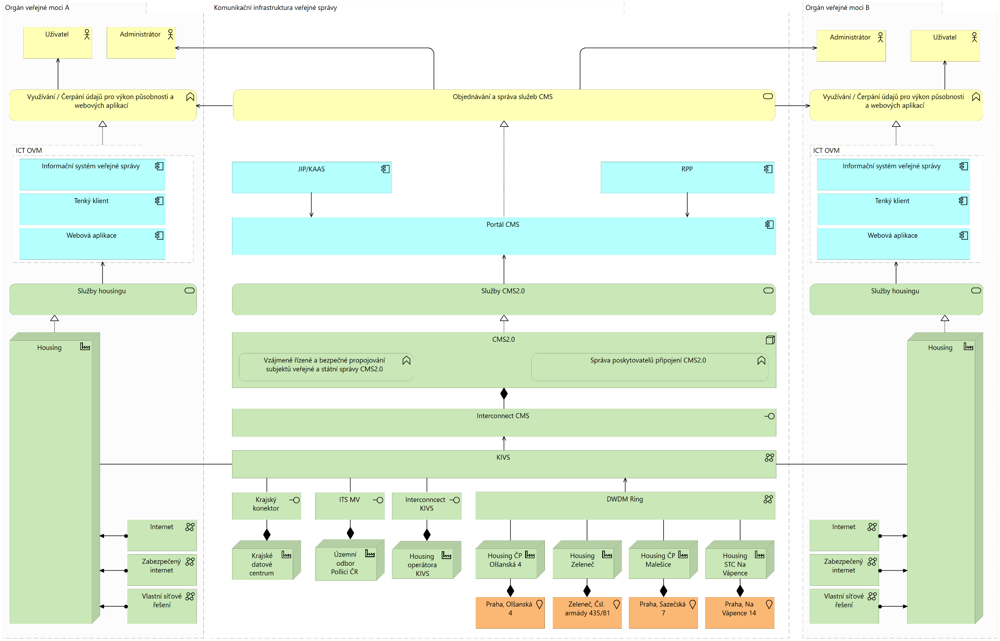 Orgán veřejné moci A
Komunikační infrastruktura veřejné správy
Orgán veřejné moci B
Uživatel
Administrátor
Administrátor
Uživatel
Využívání / Čerpání údajů pro výkon působnosti a
webových aplikací
Objednávání a správa služeb CMS
Využívání / Čerpání údajů pro výkon působnosti
a webových aplikací
ICT OVM
Informační systém veřejné správy
Tenký klient
Webová aplikace
JIP/KAAS
RPP
Portál CMS
ICT OVM
Informační systém veřejné správy
Tenký klient
Webová aplikace
Služby housingu
Služby CMS2.0
Služby housingu
Housing
CMS2.0
Vzájmeně řízené a bezpečné propojování
subjektů veřejné a státní správy CMS2.0
Správa poskytovatelů připojení CMS2.0
Housing
Interconnect CMS
KIVS
Krajský
konektor
ITS MV
Interconncect
KIVS
DWDM Ring
Internet
Zabezpečený
internet
Vlastní síťové
řešení
Krajské
datové
centrum
Územní
odbor
Pollici ČR
Housing
operátora
KIVS
Housing ČP
Olšanská 4
Housing
Zeleneč
Housing ČP
Malešice
Housing
STC Na
Vápence
Internet
Zabezpečený
internet
Vlastní síťové
řešení
Praha, Olšanská
4
Zeleneč, Čsl.
armády 435/81
Praha, Sazečská
7
Praha, Na
Vápence 14